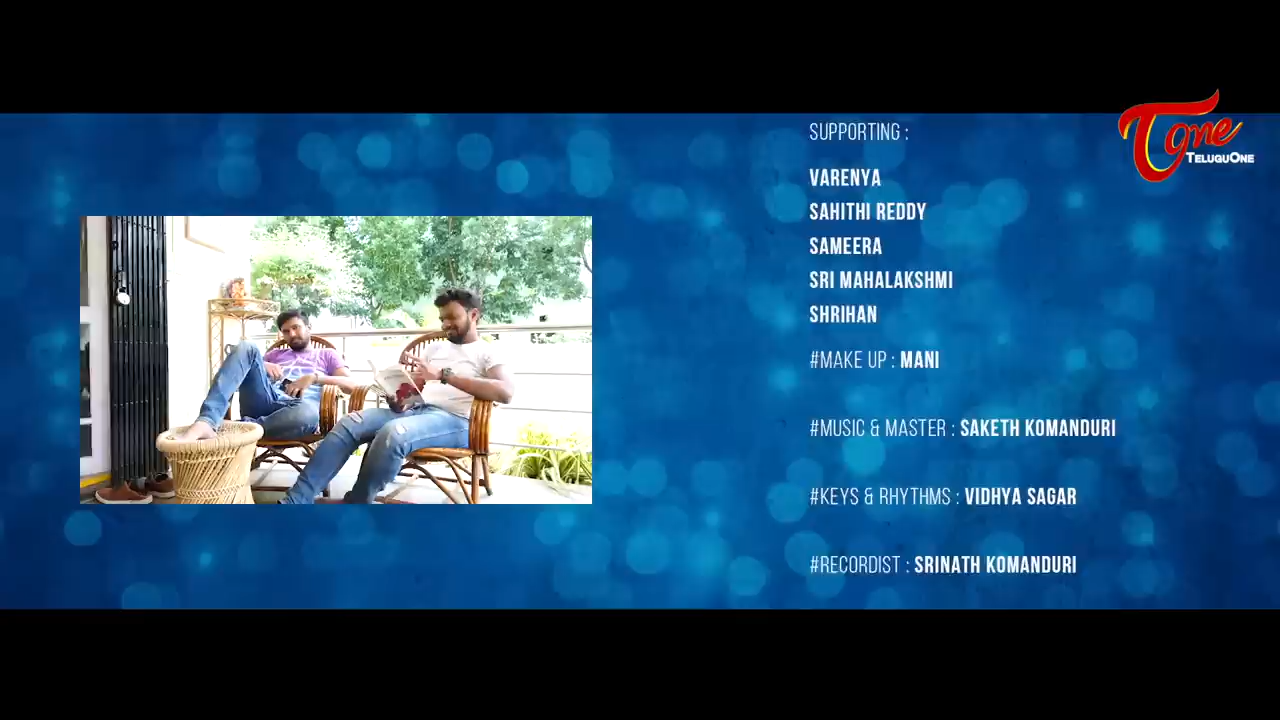 SUPPORTING :
VARENYA
SAHITHI REDDY
SAMEERA
SRI MAHALAKSHMI
SHRIHAN
#MAKE UP : MANI
#MUSIC & MASTER : SAKETH KOMANDURI
#KEYS & RHYTHMS : VIDHYA SAGAR
#RECORDIST : SRINATH KOMANDURI
Tone
TELUGUONE